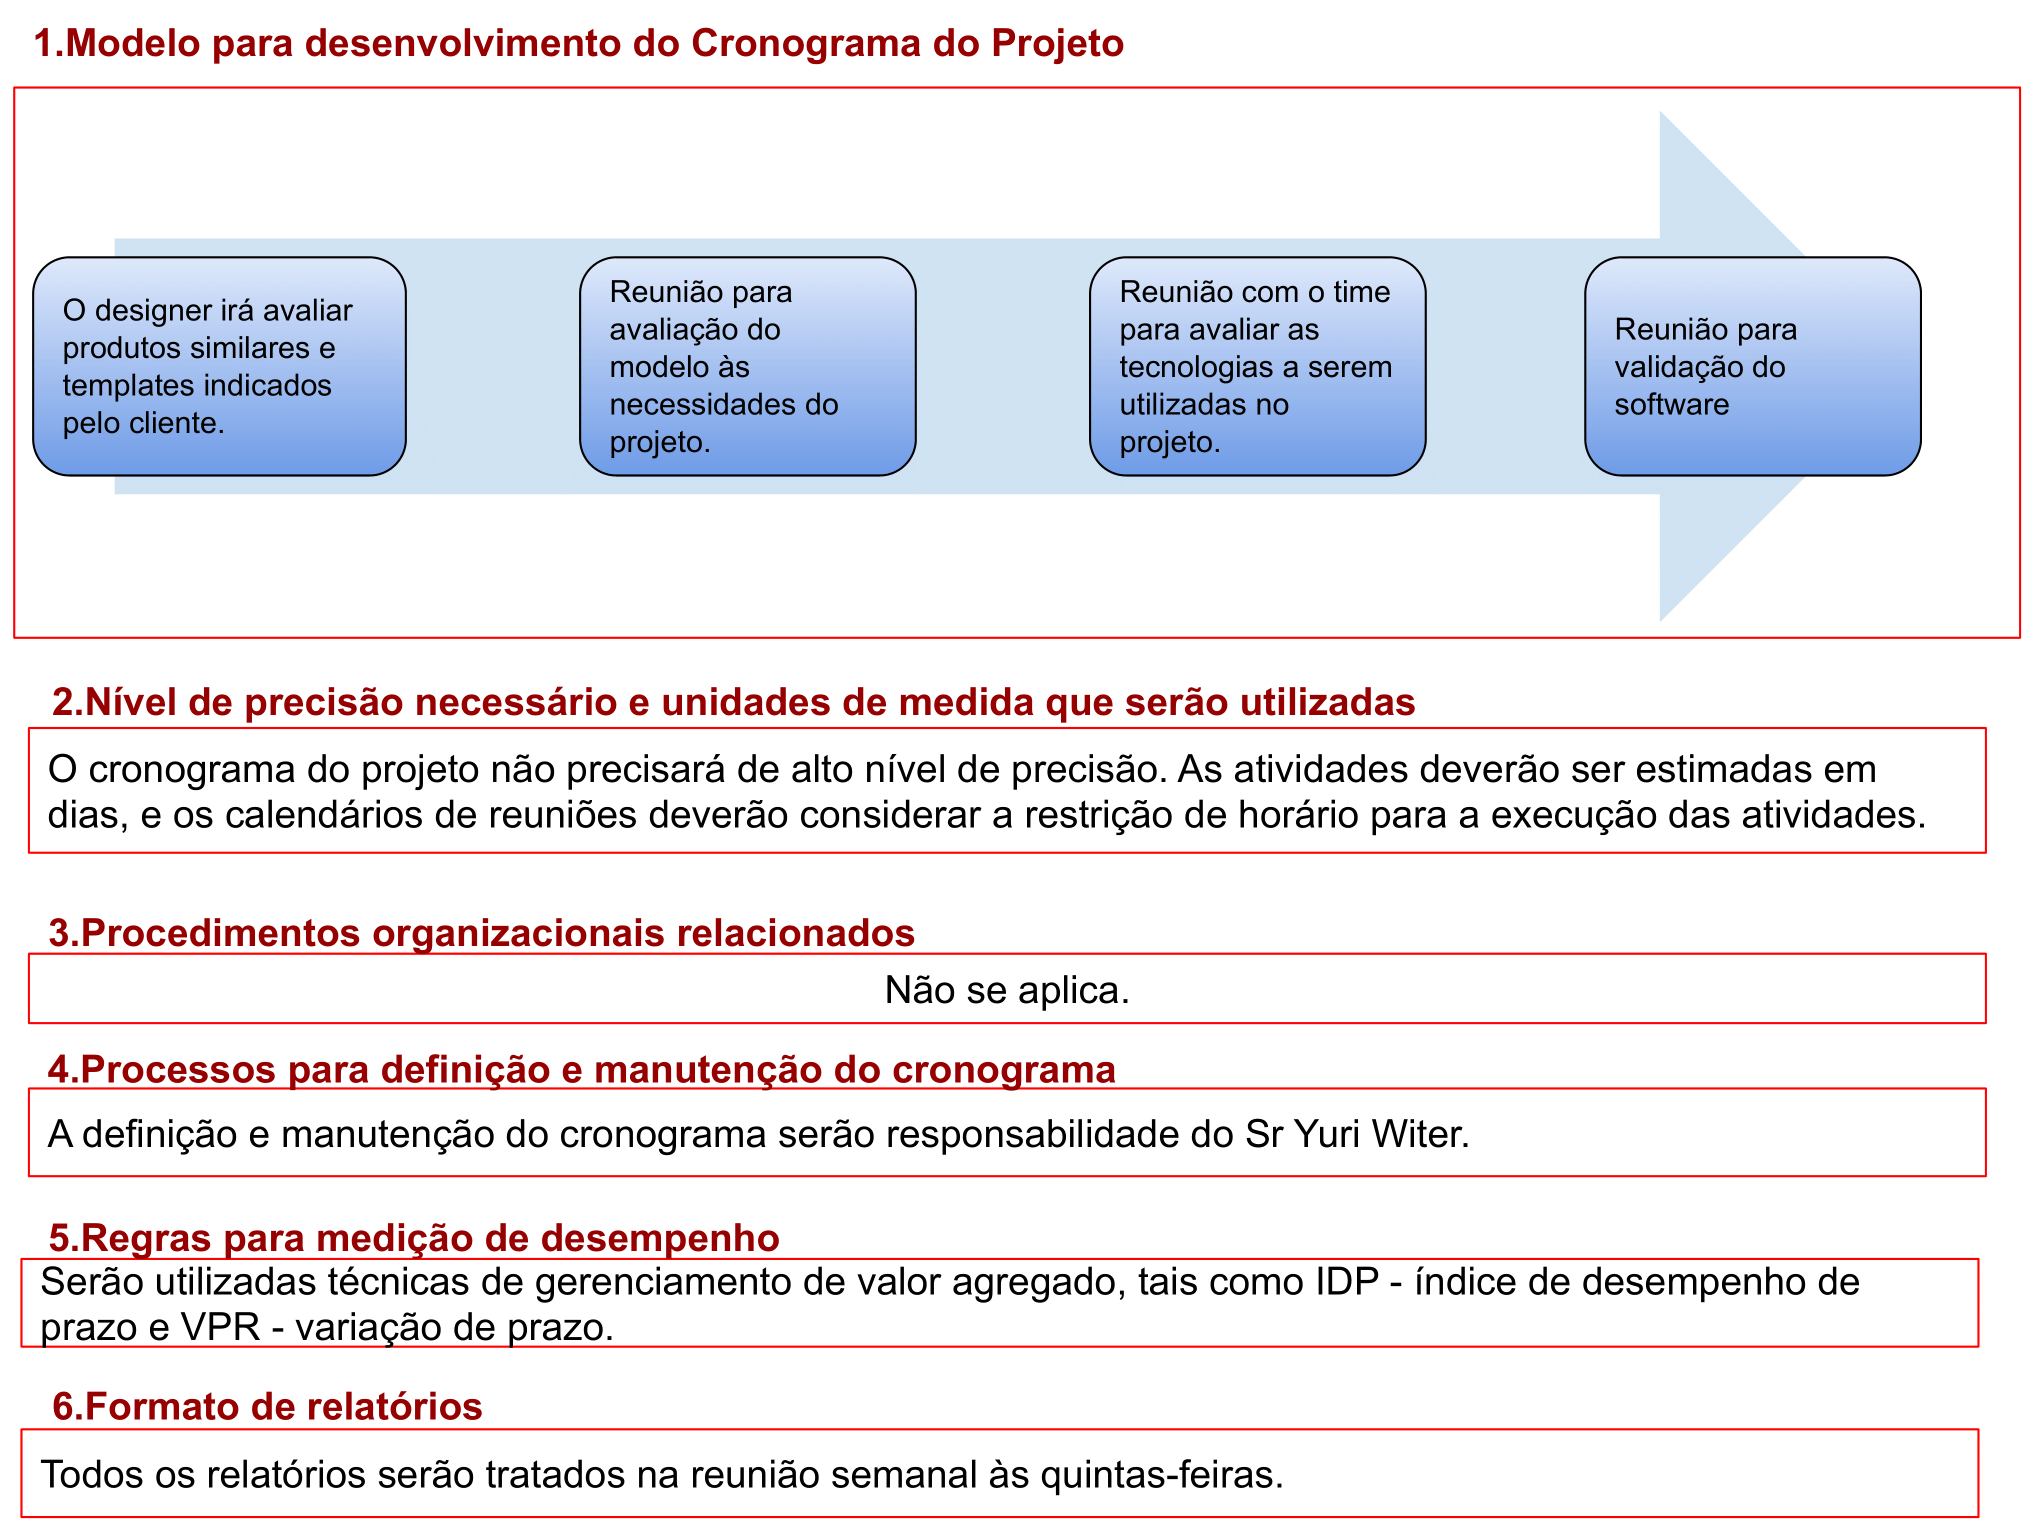 1.Modelo para desenvolvimento do Cronograma do Projeto
O designer irá avaliar
produtos similares e
templates indicados
pelo cliente.
Reunião para
avaliação do
modelo às
necessidades do
projeto.
Reunião com o time
para avaliar as
tecnologias a serem
utilizadas no
projeto.
Reunião para
validação do
software
2.Nível de precisão necessário e unidades de medida que serão utilizadas
O cronograma do projeto não precisará de alto nível de precisão. As atividades deverão ser estimadas em
dias, e os calendários de reuniões deverão considerar a restrição de horário para a execução das atividades.
3.Procedimentos organizacionais relacionados
Não se aplica.
4.Processos para definição e manutenção do cronograma
A definição e manutenção do cronograma serão responsabilidade do Sr Yuri Witer.
5.Regras para medição de desempenho
Serão utilizadas técnicas de gerenciamento de valor agregado, tais como IDP - índice de desempenho de
prazo e VPR - variação de prazo.
6.Formato de relatórios
Todos os relatórios serão tratados na reunião semanal às quintas-feiras.